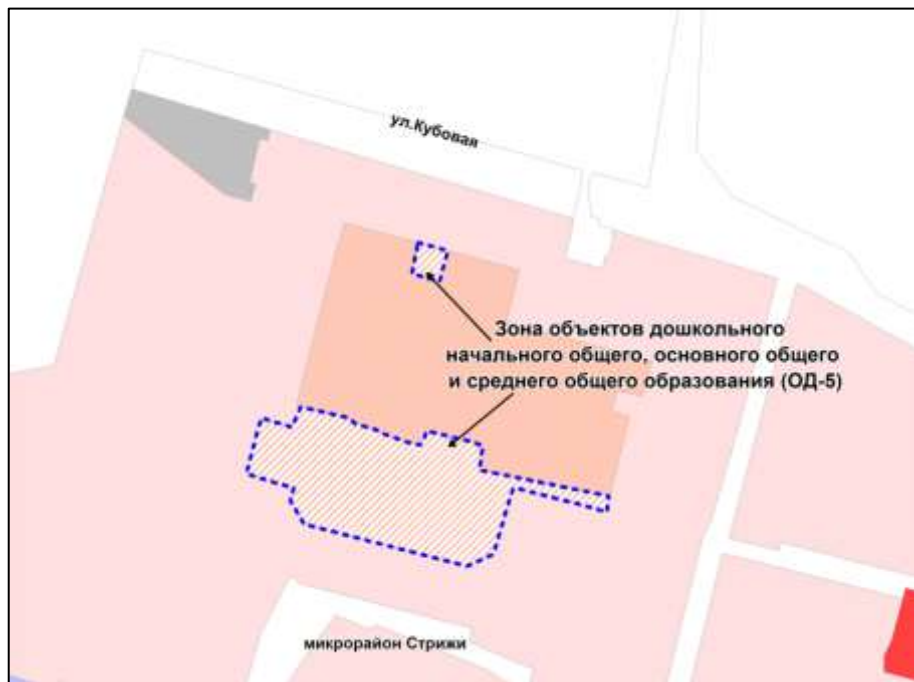 ул.Кубовая
Зона объектов дошкольного
начального общего, основного общего
и среднего общего образования (ОД-5)
микрорайон Стрижи